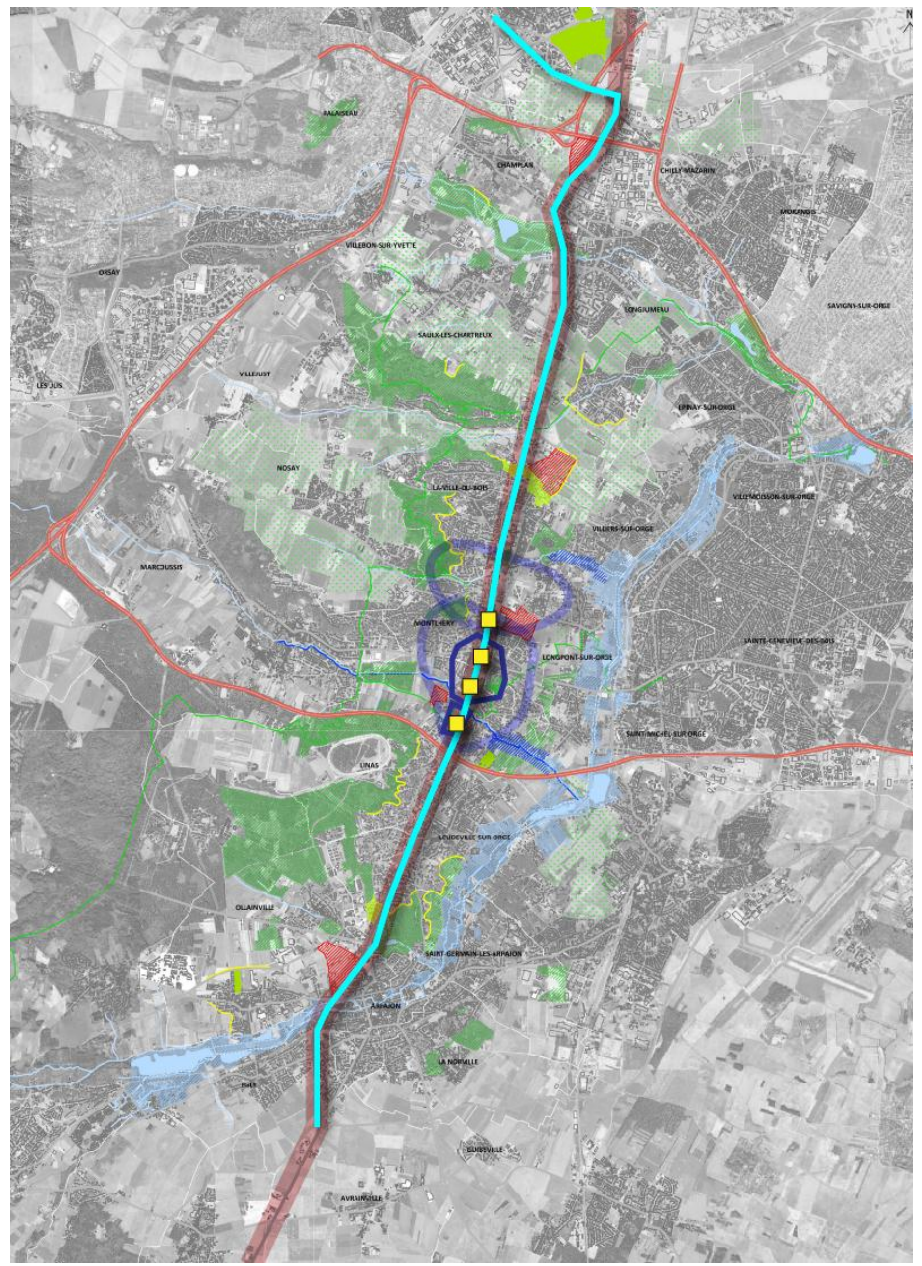 N
PALAISEAU
CHAMPLAN
CHILLY-MAZARIN
MORANGIS
VILLEBON-SUR-YVETTE
ORSAY
SAVIGNY-SUR-ORGE
LONGJUMEAU
SAULX-LES-CHARTREUX
VILLEJUST
LES ULIS
EPINAY-SUR-ORGE
NOZAY
LA-VILLE-DU-BOIS
VILLEMOISSON-SUR-ORGE
VILLIERS-SUR-ORGE
MARCOUSSIS
MONTLHERY
SAINTE-GENEVIEVE-DES-BOIS
LONGPONT-SUR-ORGE
SAINT-MICHEL-SUR-ORGE
LINAS
LEUDEVILLE-SUR-ORGE
OLLAINVILLE
SAINT-GERMAIN-LES-ARPAJON
ARPAJON
LA NORVILLE
GUIBEVILLE
AVRAINVILLE